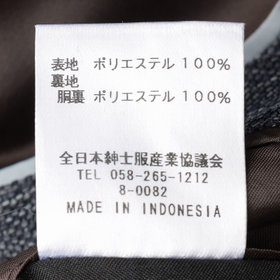 表地 ポリエステル 100%
裏地
胴裏 ポリエステル 100%
全日本紳士服産業協議会
TEL 058-265-1212
8-0082
MADE IN INDONESIA